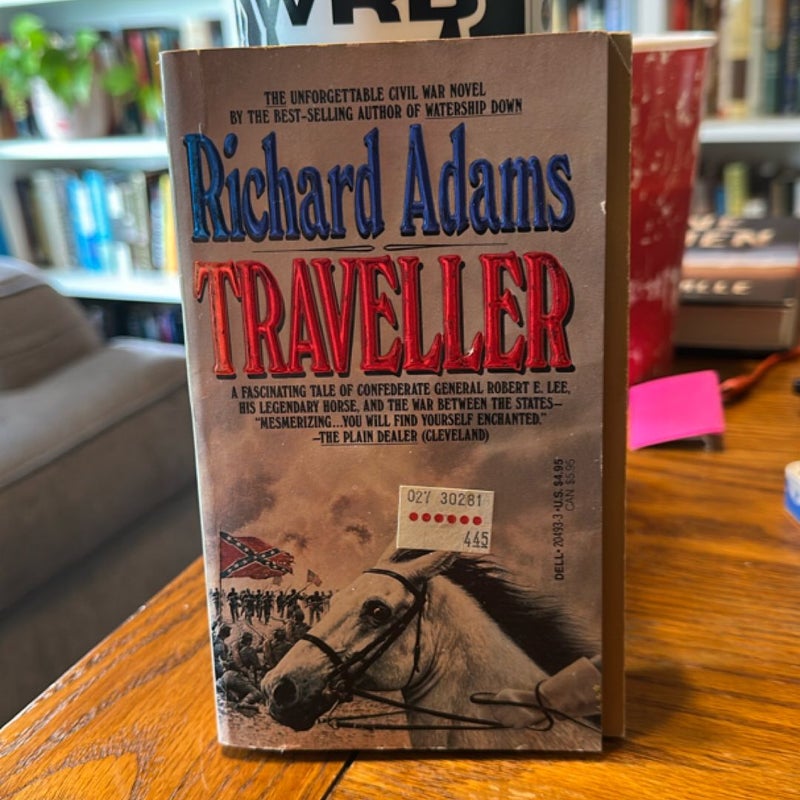 THE UNFORGETTABLE CIVIL WAR NOVEL
BY THE BEST-SELLING AUTHOR OF WATERSHIP DOWN
Richard Adams
TRAVELLER
A FASCINATING TALE OF CONFEDERATE GENERAL ROBERT E. LEE,
HIS LEGENDARY HORSE, AND THE WAR BETWEEN THE STATES—
"MESMERIZING...YOU WILL FIND YOURSELF ENCHANTED."
—THE PLAIN DEALER (CLEVELAND)
027 30281
445
DELL • 20493-3 • U.S. $4.95
CAN $5.95